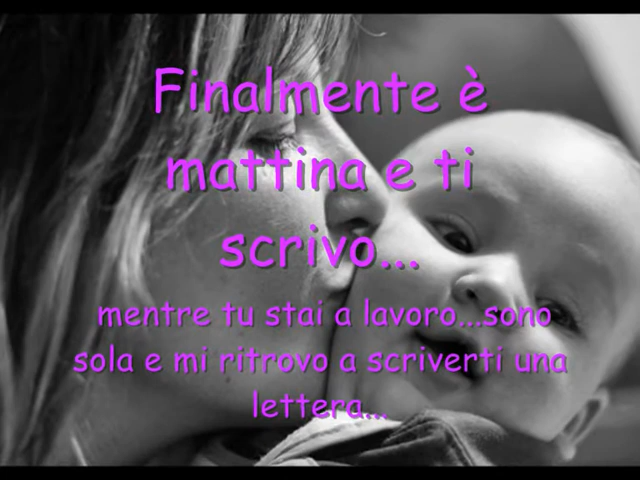 Finalmente è
mattina e ti
scrivo...
mentre tu stai a lavoro...sono
sola e mi ritrovo a scriverti una
lettera...